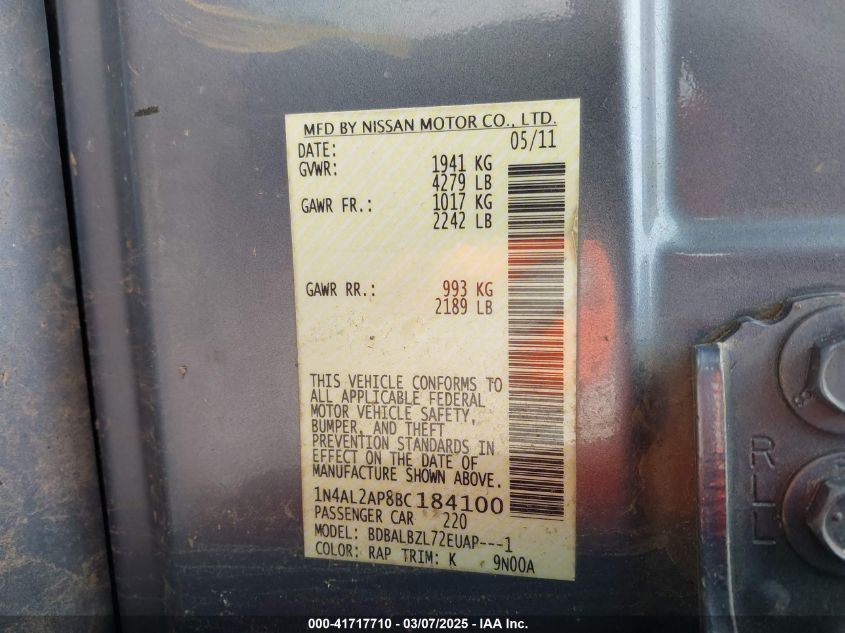 MFD BY NISSAN MOTOR CO., LTD.
DATE: 05/11
GVWR: 1941 KG
4279 LB
GAWR FR.: 1017 KG
2242 LB
GAWR RR.: 993 KG
2189 LB
THIS VEHICLE CONFORMS TO
ALL APPLICABLE FEDERAL
MOTOR VEHICLE SAFETY,
BUMPER, AND THEFT
PREVENTION STANDARDS IN
EFFECT ON THE DATE OF
MANUFACTURE SHOWN ABOVE.
1N4AL2AP8BC184100
PASSENGER CAR 220
MODEL: BDBALBZL72EUAP---1
COLOR: RAP TRIM: K 9N00A
RLL
000-41717710 - 03/07/2025 - IAA Inc.